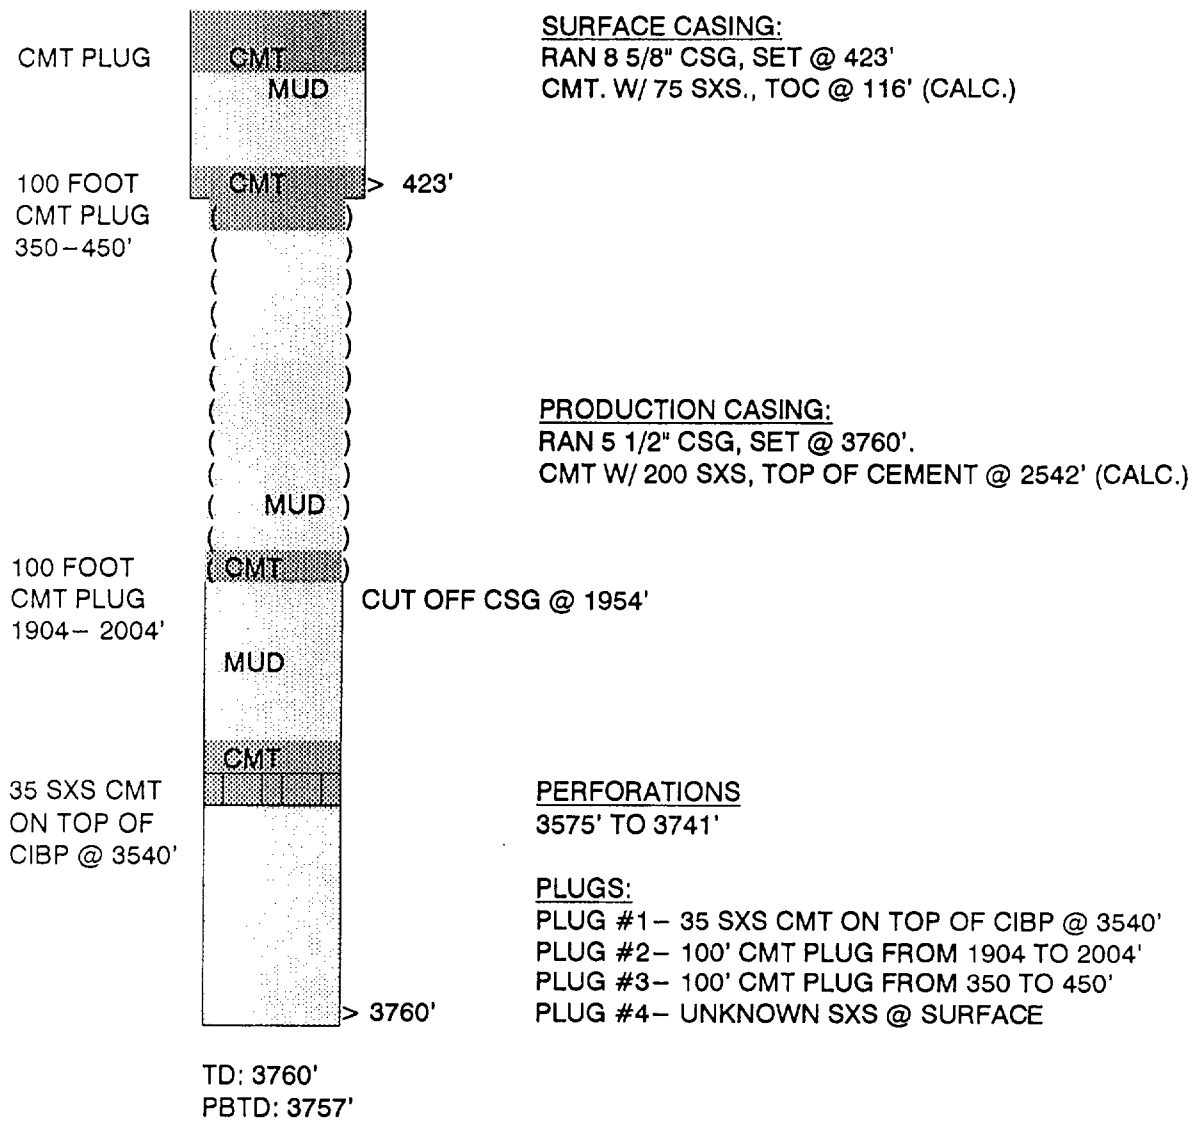 SURFACE CASING:
RAN 8 5/8" CSG, SET @ 423'
CMT. W/ 75 SXS., TOC @ 116' (CALC.)
CMT PLUG
CMT
MUD
100 FOOT
CMT PLUG
350-450'
CMT
> 423'
PRODUCTION CASING:
RAN 5 1/2" CSG, SET @ 3760'.
CMT W/ 200 SXS, TOP OF CEMENT @ 2542' (CALC.)
MUD
100 FOOT
CMT PLUG
1904- 2004'
CMT
CUT OFF CSG @ 1954'
MUD
CMT
35 SXS CMT
ON TOP OF
CIBP @ 3540'
PERFORATIONS
3575' TO 3741'
PLUGS:
PLUG #1- 35 SXS CMT ON TOP OF CIBP @ 3540'
PLUG #2- 100' CMT PLUG FROM 1904 TO 2004'
PLUG #3- 100' CMT PLUG FROM 350 TO 450'
PLUG #4- UNKNOWN SXS @ SURFACE
> 3760'
TD: 3760'
PBTD: 3757'